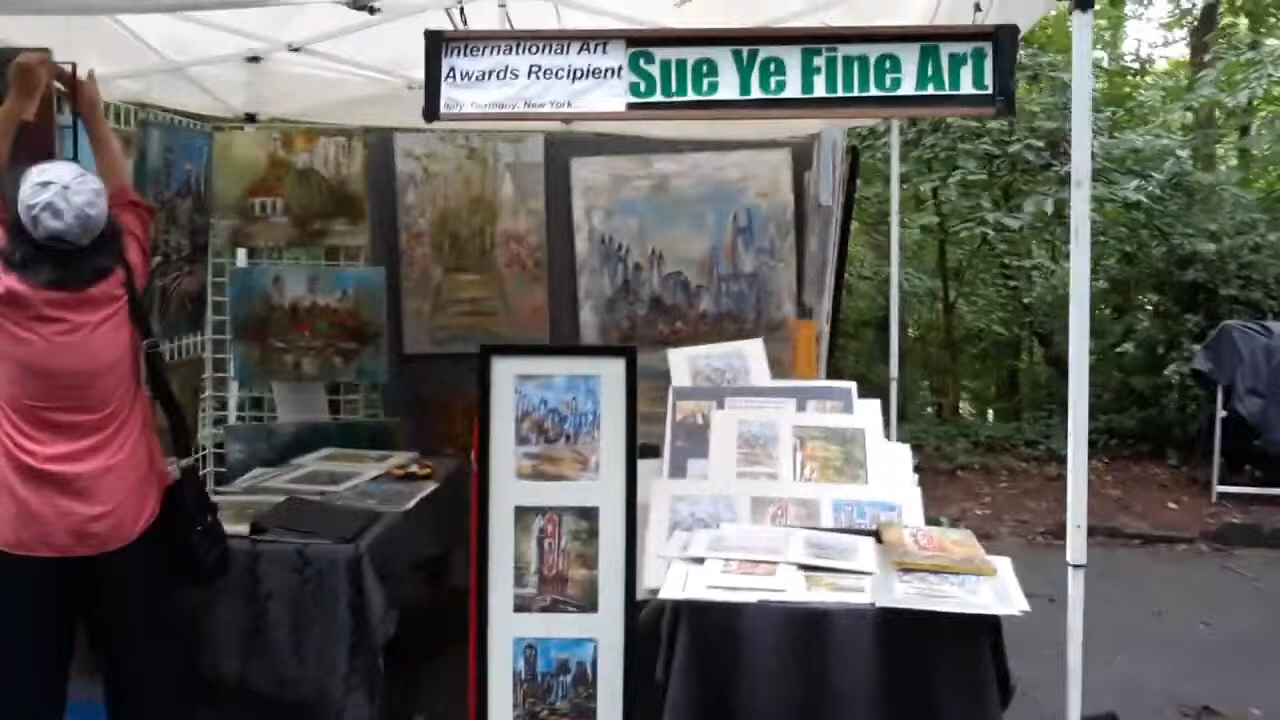 International Art
Awards Recipient
Italy, Germany, New York
Sue Ye Fine Art